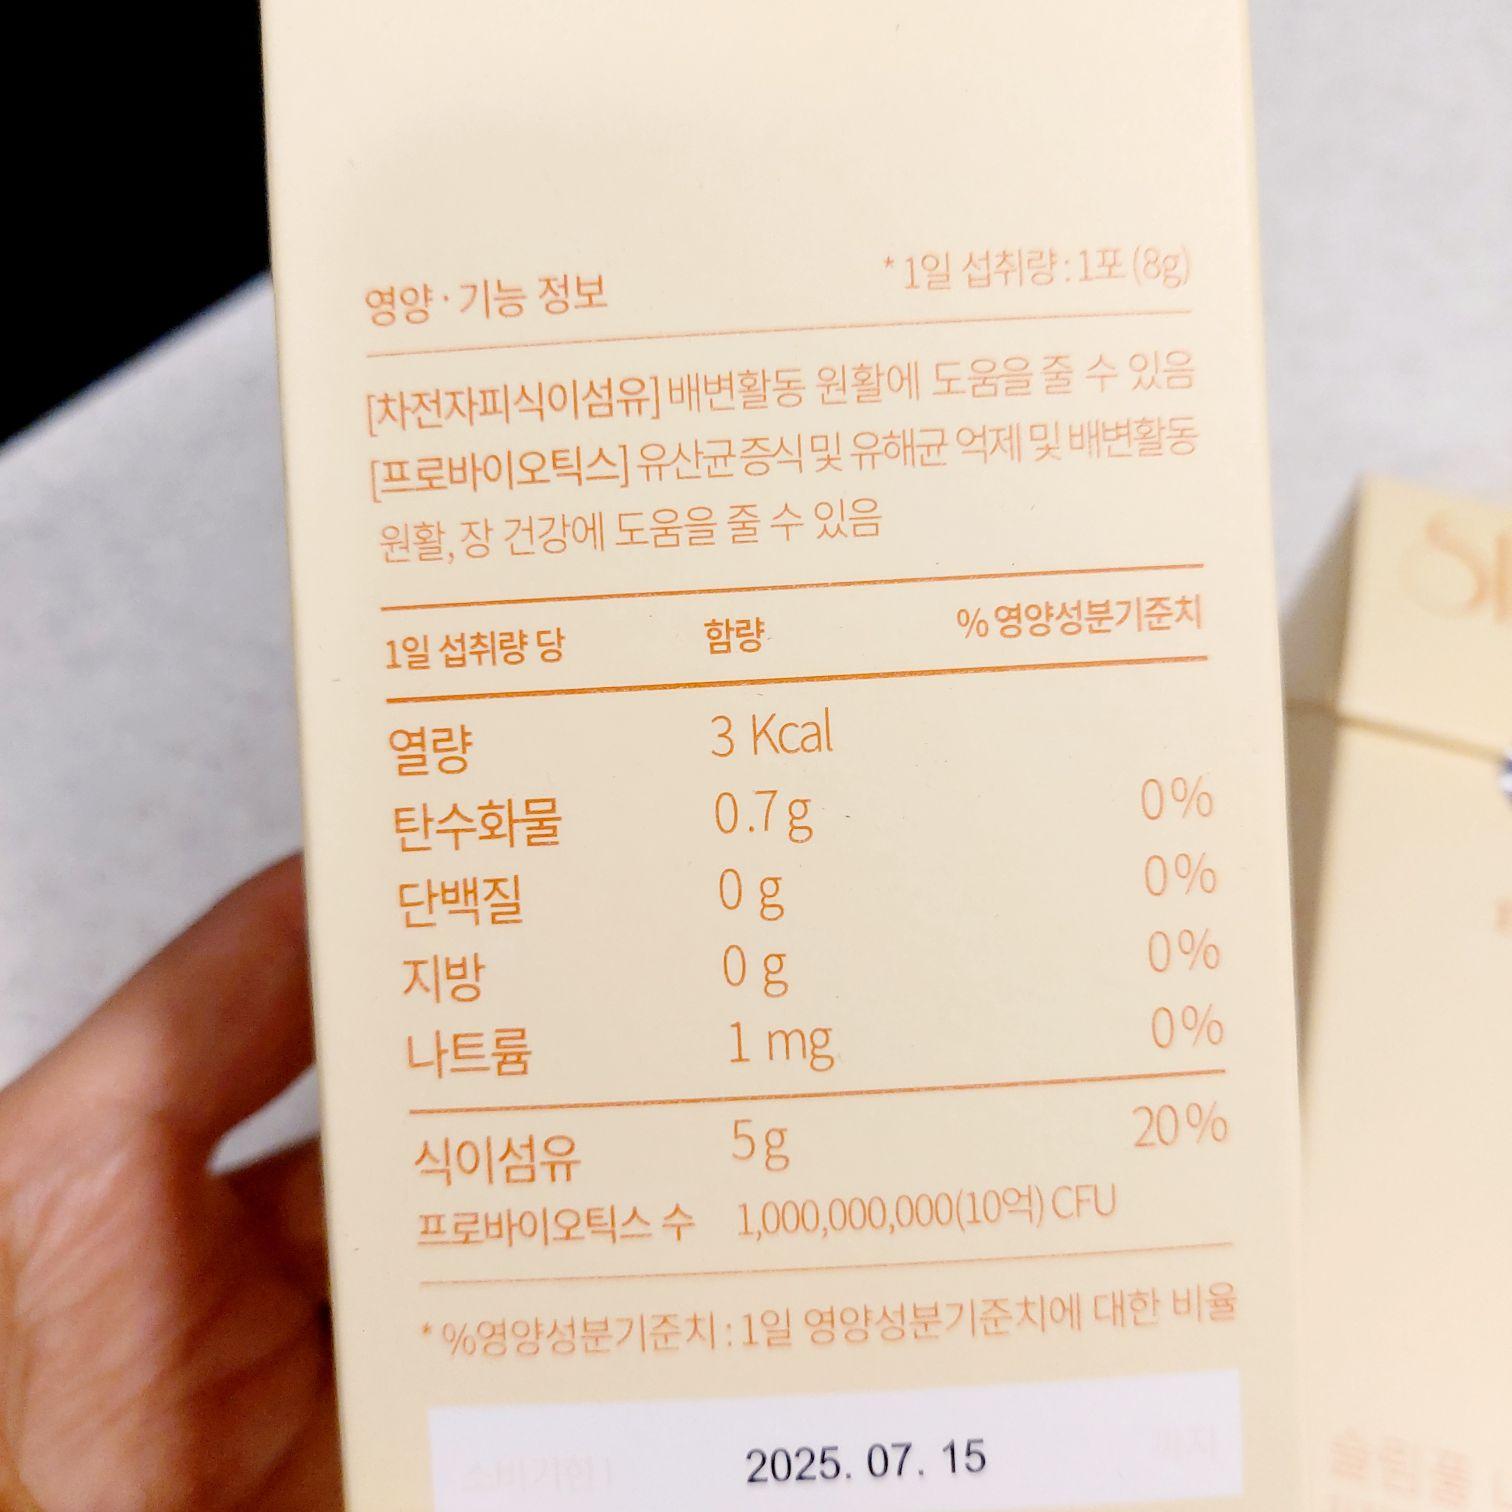 영양·기능 정보
* 1일 섭취량 : 1포 (8g)
[차전자피식이섬유] 배변활동 원활에 도움을 줄 수 있음
[프로바이오틱스] 유산균 증식 및 유해균 억제 및 배변활동
원활, 장 건강에 도움을 줄 수 있음
1일 섭취량 당 함량 % 영양성분기준치
열량 3 Kcal
탄수화물 0.7 g 0%
단백질 0 g 0%
지방 0 g 0%
나트륨 1 mg 0%
식이섬유 5 g 20%
프로바이오틱스 수 1,000,000,000(10억) CFU
* %영양성분기준치 : 1일 영양성분기준치에 대한 비율
소비기한 2025. 07. 15 까지